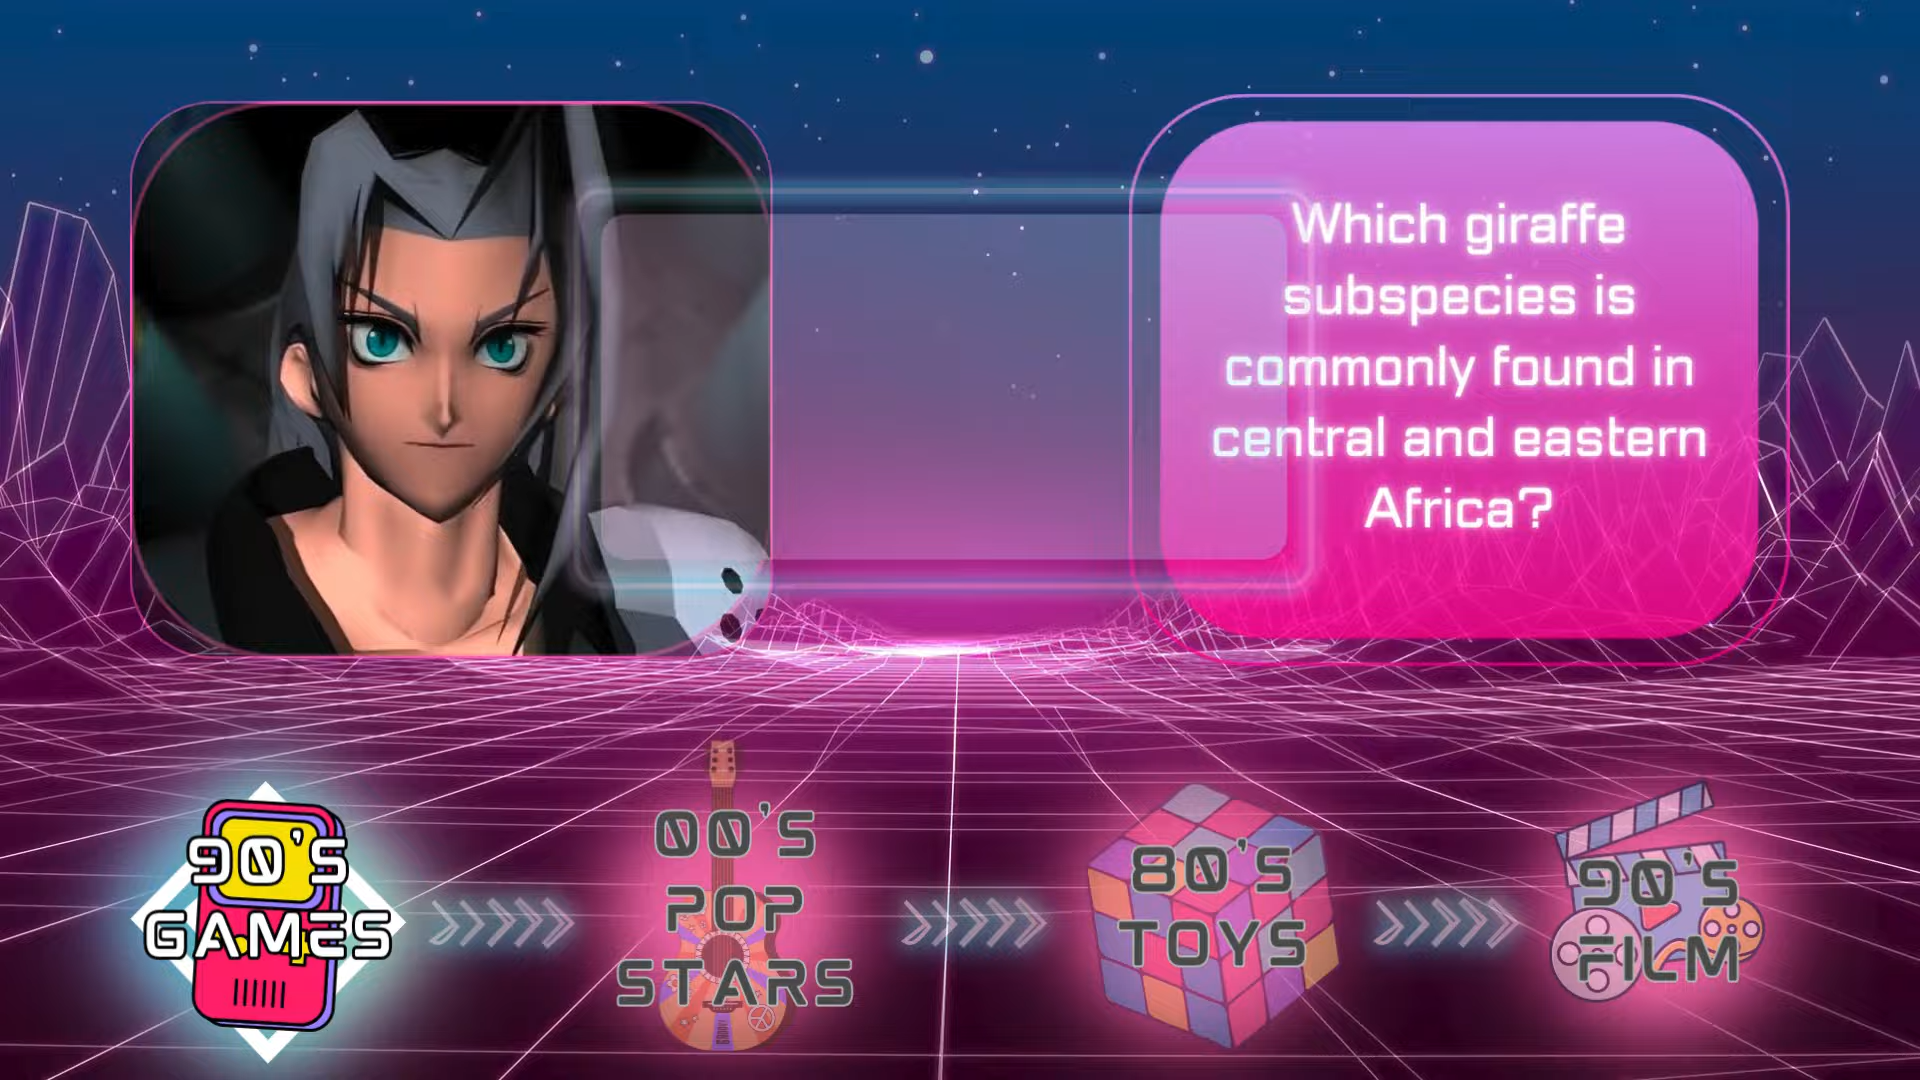 Which giraffe
subspecies is
commonly found in
central and eastern
Africa?
90's
GAMES
00's
POP
STARS
80's
TOYS
90's
FILM